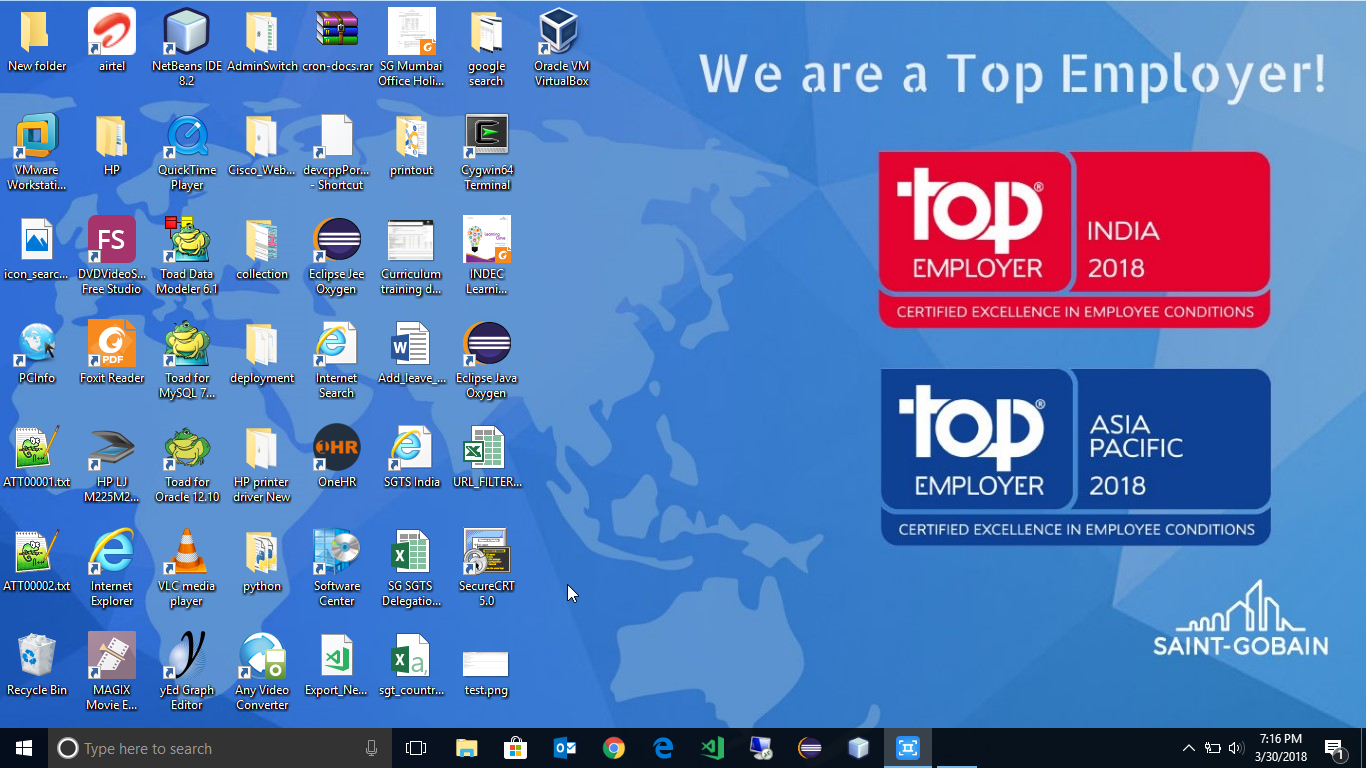 New folder
airtel
NetBeans IDE
8.2
AdminSwitch
cron-docs.rar
SG Mumbai
Office Holi...
google
search
Oracle VM
VirtualBox
We are a Top Employer!
VMware
Workstati...
HP
QuickTime
Player
Cisco_Web...
devcppPor...
- Shortcut
printout
Cygwin64
Terminal
top®
EMPLOYER
INDIA
2018
CERTIFIED EXCELLENCE IN EMPLOYEE CONDITIONS
icon_searc...
FS
DVDVideoS...
Free Studio
Toad Data
Modeler 6.1
collection
Eclipse Jee
Oxygen
Curriculum
training d...
INDEC
Learni...
PCInfo
PDF
Foxit Reader
Toad for
MySQL 7...
deployment
Internet
Search
Add_leave_...
Eclipse Java
Oxygen
top®
EMPLOYER
ASIA
PACIFIC
2018
CERTIFIED EXCELLENCE IN EMPLOYEE CONDITIONS
ATT00001.txt
HP LJ
M225M2...
Toad for
Oracle 12.10
HP printer
driver New
OHR
OneHR
SGTS India
URL_FILTER...
ATT00002.txt
Internet
Explorer
VLC media
player
python
Software
Center
SG SGTS
Delegatio...
SecureCRT
5.0
SAINT-GOBAIN
Recycle Bin
MAGIX
Movie E...
yEd Graph
Editor
Any Video
Converter
Export_Ne...
sgt_countr...
test.png
Type here to search
7:16 PM
3/30/2018
1